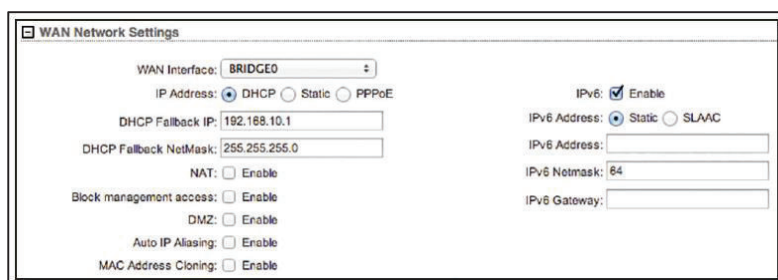 WAN Network Settings
WAN Interface: BRIDGE0
IP Address: DHCP Static PPPoE
DHCP Fallback IP: 192.168.10.1
DHCP Fallback NetMask: 255.255.255.0
NAT: Enable
Block management access: Enable
DMZ: Enable
Auto IP Aliasing: Enable
MAC Address Cloning: Enable
IPv6: Enable
IPv6 Address: Static SLAAC
IPv6 Address:
IPv6 Netmask: 64
IPv6 Gateway: